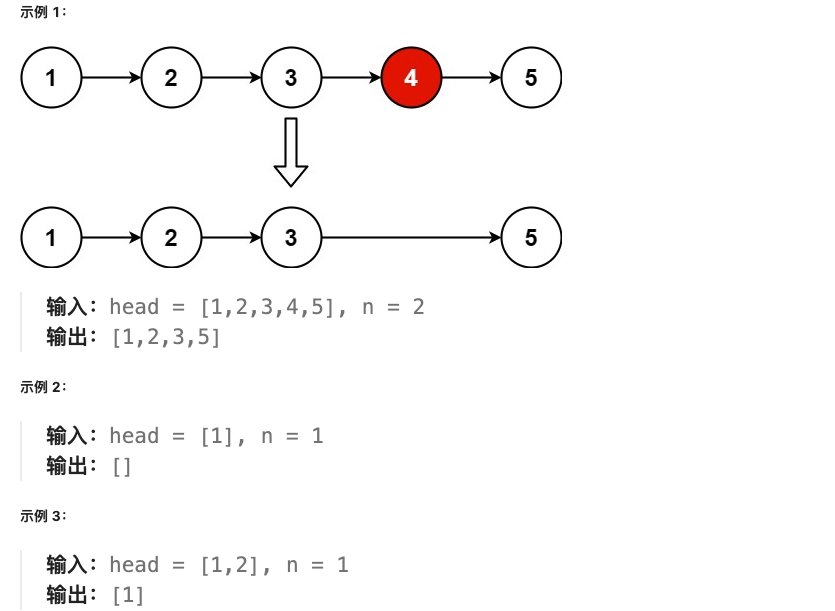 示例 1：
1 2 3 4 5
1 2 3 5
输入：head = [1,2,3,4,5], n = 2
输出：[1,2,3,5]
示例 2：
输入：head = [1], n = 1
输出：[]
示例 3：
输入：head = [1,2], n = 1
输出：[1]